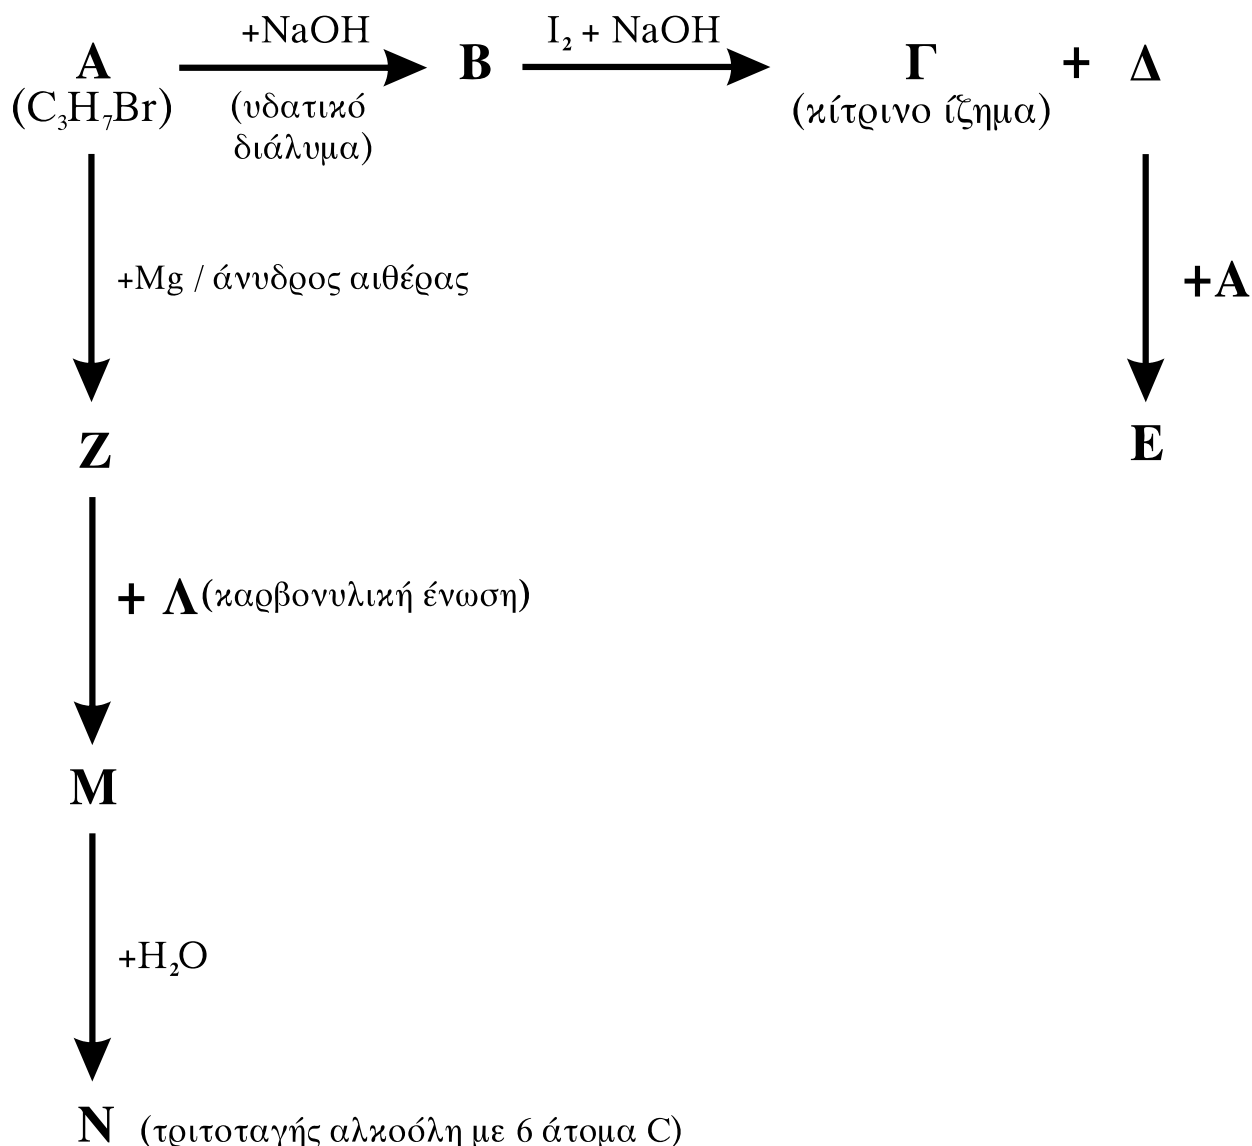 +NaOH I₂ + NaOH
Α Β Γ + Δ
(C₃H₇Br) (υδατικό διάλυμα) (κίτρινο ίζημα)
+Mg / άνυδρος αιθέρας +Α
Ζ Ε
+ Λ (καρβονυλική ένωση)
Μ
+H₂O
Ν (τριτοταγής αλκοόλη με 6 άτομα C)